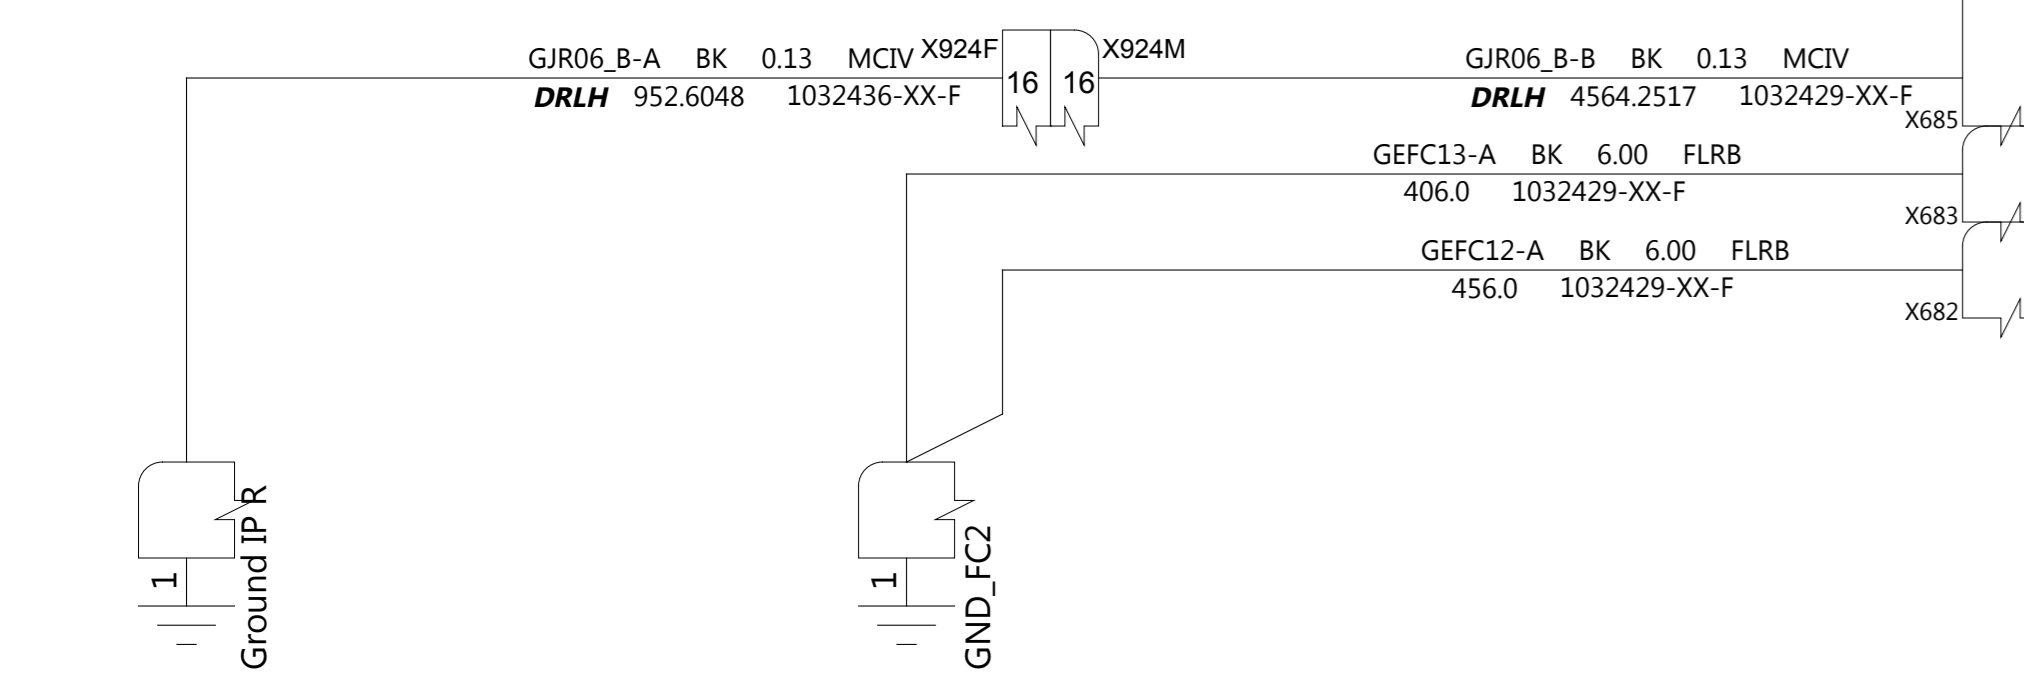 GJR06_B-A BK 0.13 MCIV X924F X924M
16 16
DRLH 952.6048 1032436-XX-F
GJR06_B-B BK 0.13 MCIV
DRLH 4564.2517 1032429-XX-F
X685
GEFC13-A BK 6.00 FLRB
406.0 1032429-XX-F
X683
GEFC12-A BK 6.00 FLRB
456.0 1032429-XX-F
X682
1
Ground IP R
1
GND_FC2